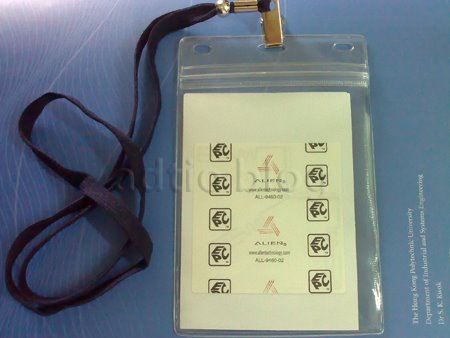 ALIEN
www.alientechnology.com
ALL-9460-02
ALIEN
www.alientechnology.com
ALL-9460-02
The Hong Kong Polytechnic University
Department of Industrial and Systems Engineering
Dr S. K. Kwok